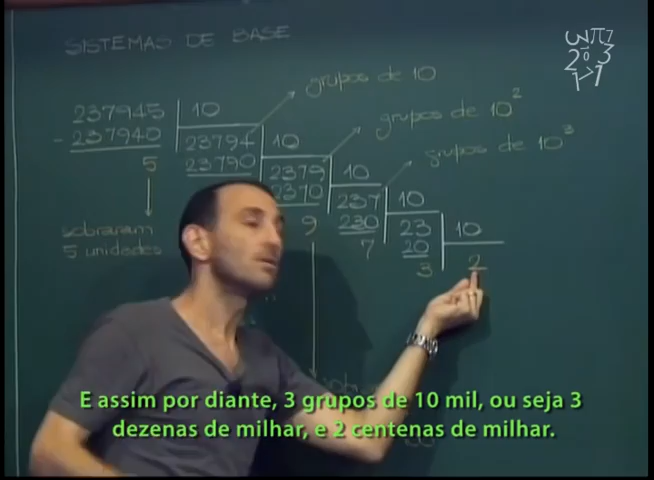 SISTEMAS DE BASE
grupos de 10
237945 10
grupos de 10²
- 237940 23794 10
grupos de 10³
5 23790 2379 10
2370 237 10
sobraram 9 230 23 10
5 unidades 7 20 2
3
E assim por diante, 3 grupos de 10 mil, ou seja 3
dezenas de milhar, e 2 centenas de milhar.